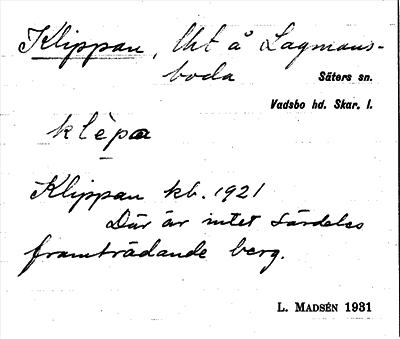 Klippan, Lht å Lagmans-
boda Säters sn.
Vadsbo hd. Skar. l.
klèpa
Klippan kb. 1921
Där är intet särdeles
framträdande berg.
L. MADSÉN 1931